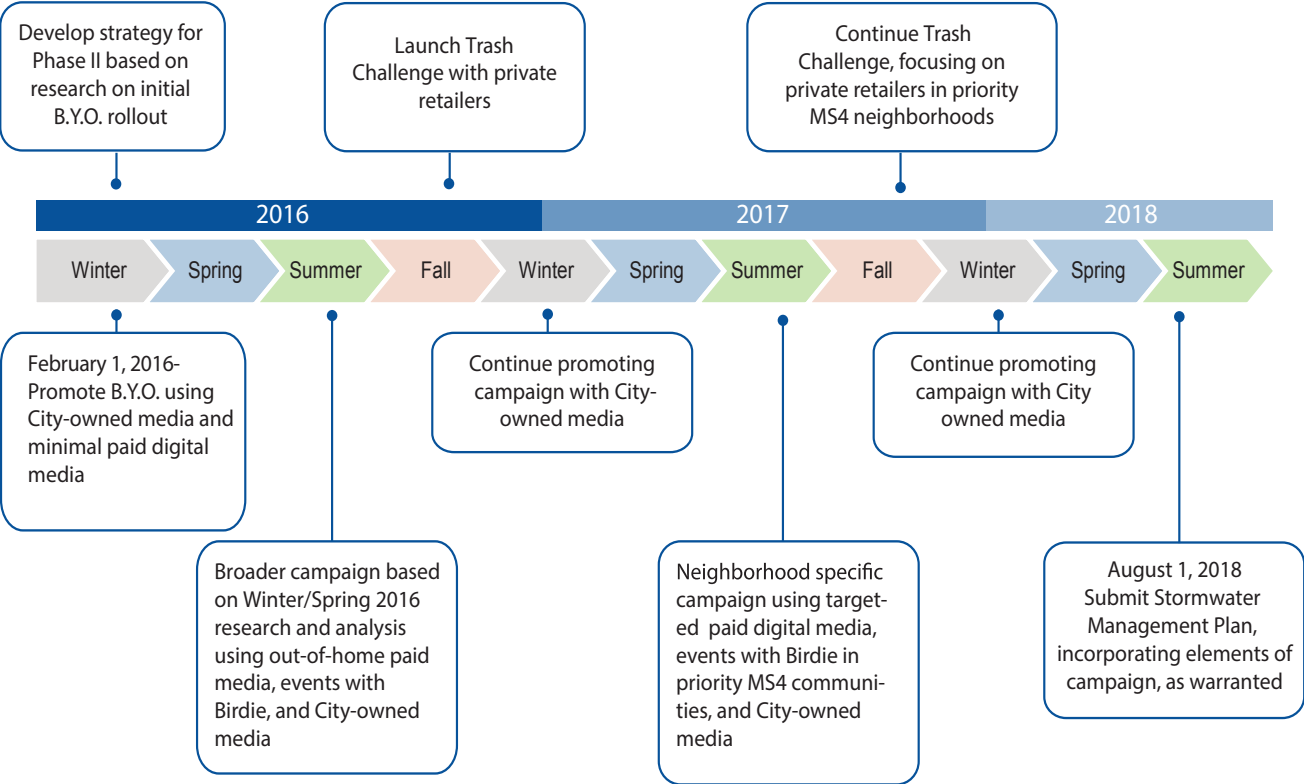 Develop strategy for
Phase II based on
research on initial
B.Y.O. rollout
Launch Trash
Challenge with private
retailers
Continue Trash
Challenge, focusing on
private retailers in priority
MS4 neighborhoods
2016
2017
2018
Winter
Spring
Summer
Fall
Winter
Spring
Summer
Fall
Winter
Spring
Summer
February 1, 2016-
Promote B.Y.O. using
City-owned media and
minimal paid digital
media
Continue promoting
campaign with City-
owned media
Continue promoting
campaign with City
owned media
Broader campaign based
on Winter/Spring 2016
research and analysis
using out-of-home paid
media, events with
Birdie, and City-owned
media
Neighborhood specific
campaign using target-
ed paid digital media,
events with Birdie in
priority MS4 communi-
ties, and City-owned
media
August 1, 2018
Submit Stormwater
Management Plan,
incorporating elements of
campaign, as warranted